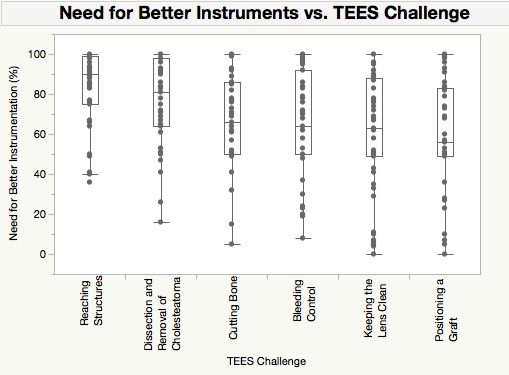 Need for Better Instruments vs. TEES Challenge
Need for Better Instrumentation (%)
100
80
60
40
20
0
Reaching
Structures
Dissection and
Removal of
Cholesteatoma
Cutting Bone
Bleeding
Control
Keeping the
Lens Clean
Positioning a
Graft
TEES Challenge